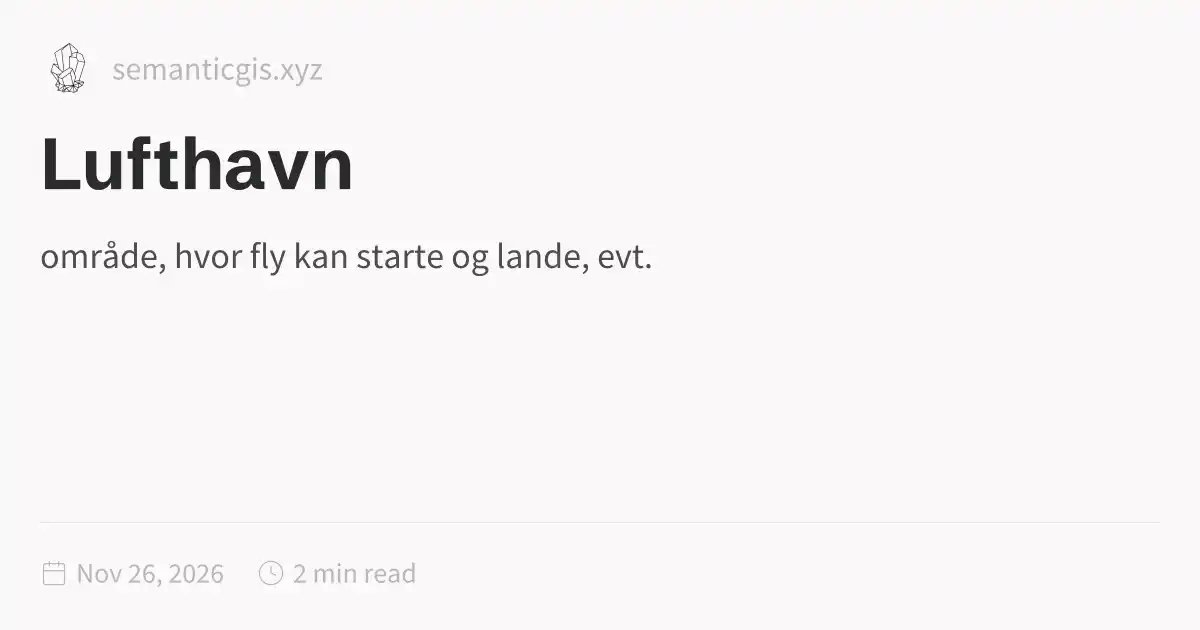 semanticgis.xyz
Lufthavn
område, hvor fly kan starte og lande, evt.
Nov 26, 2026 2 min read